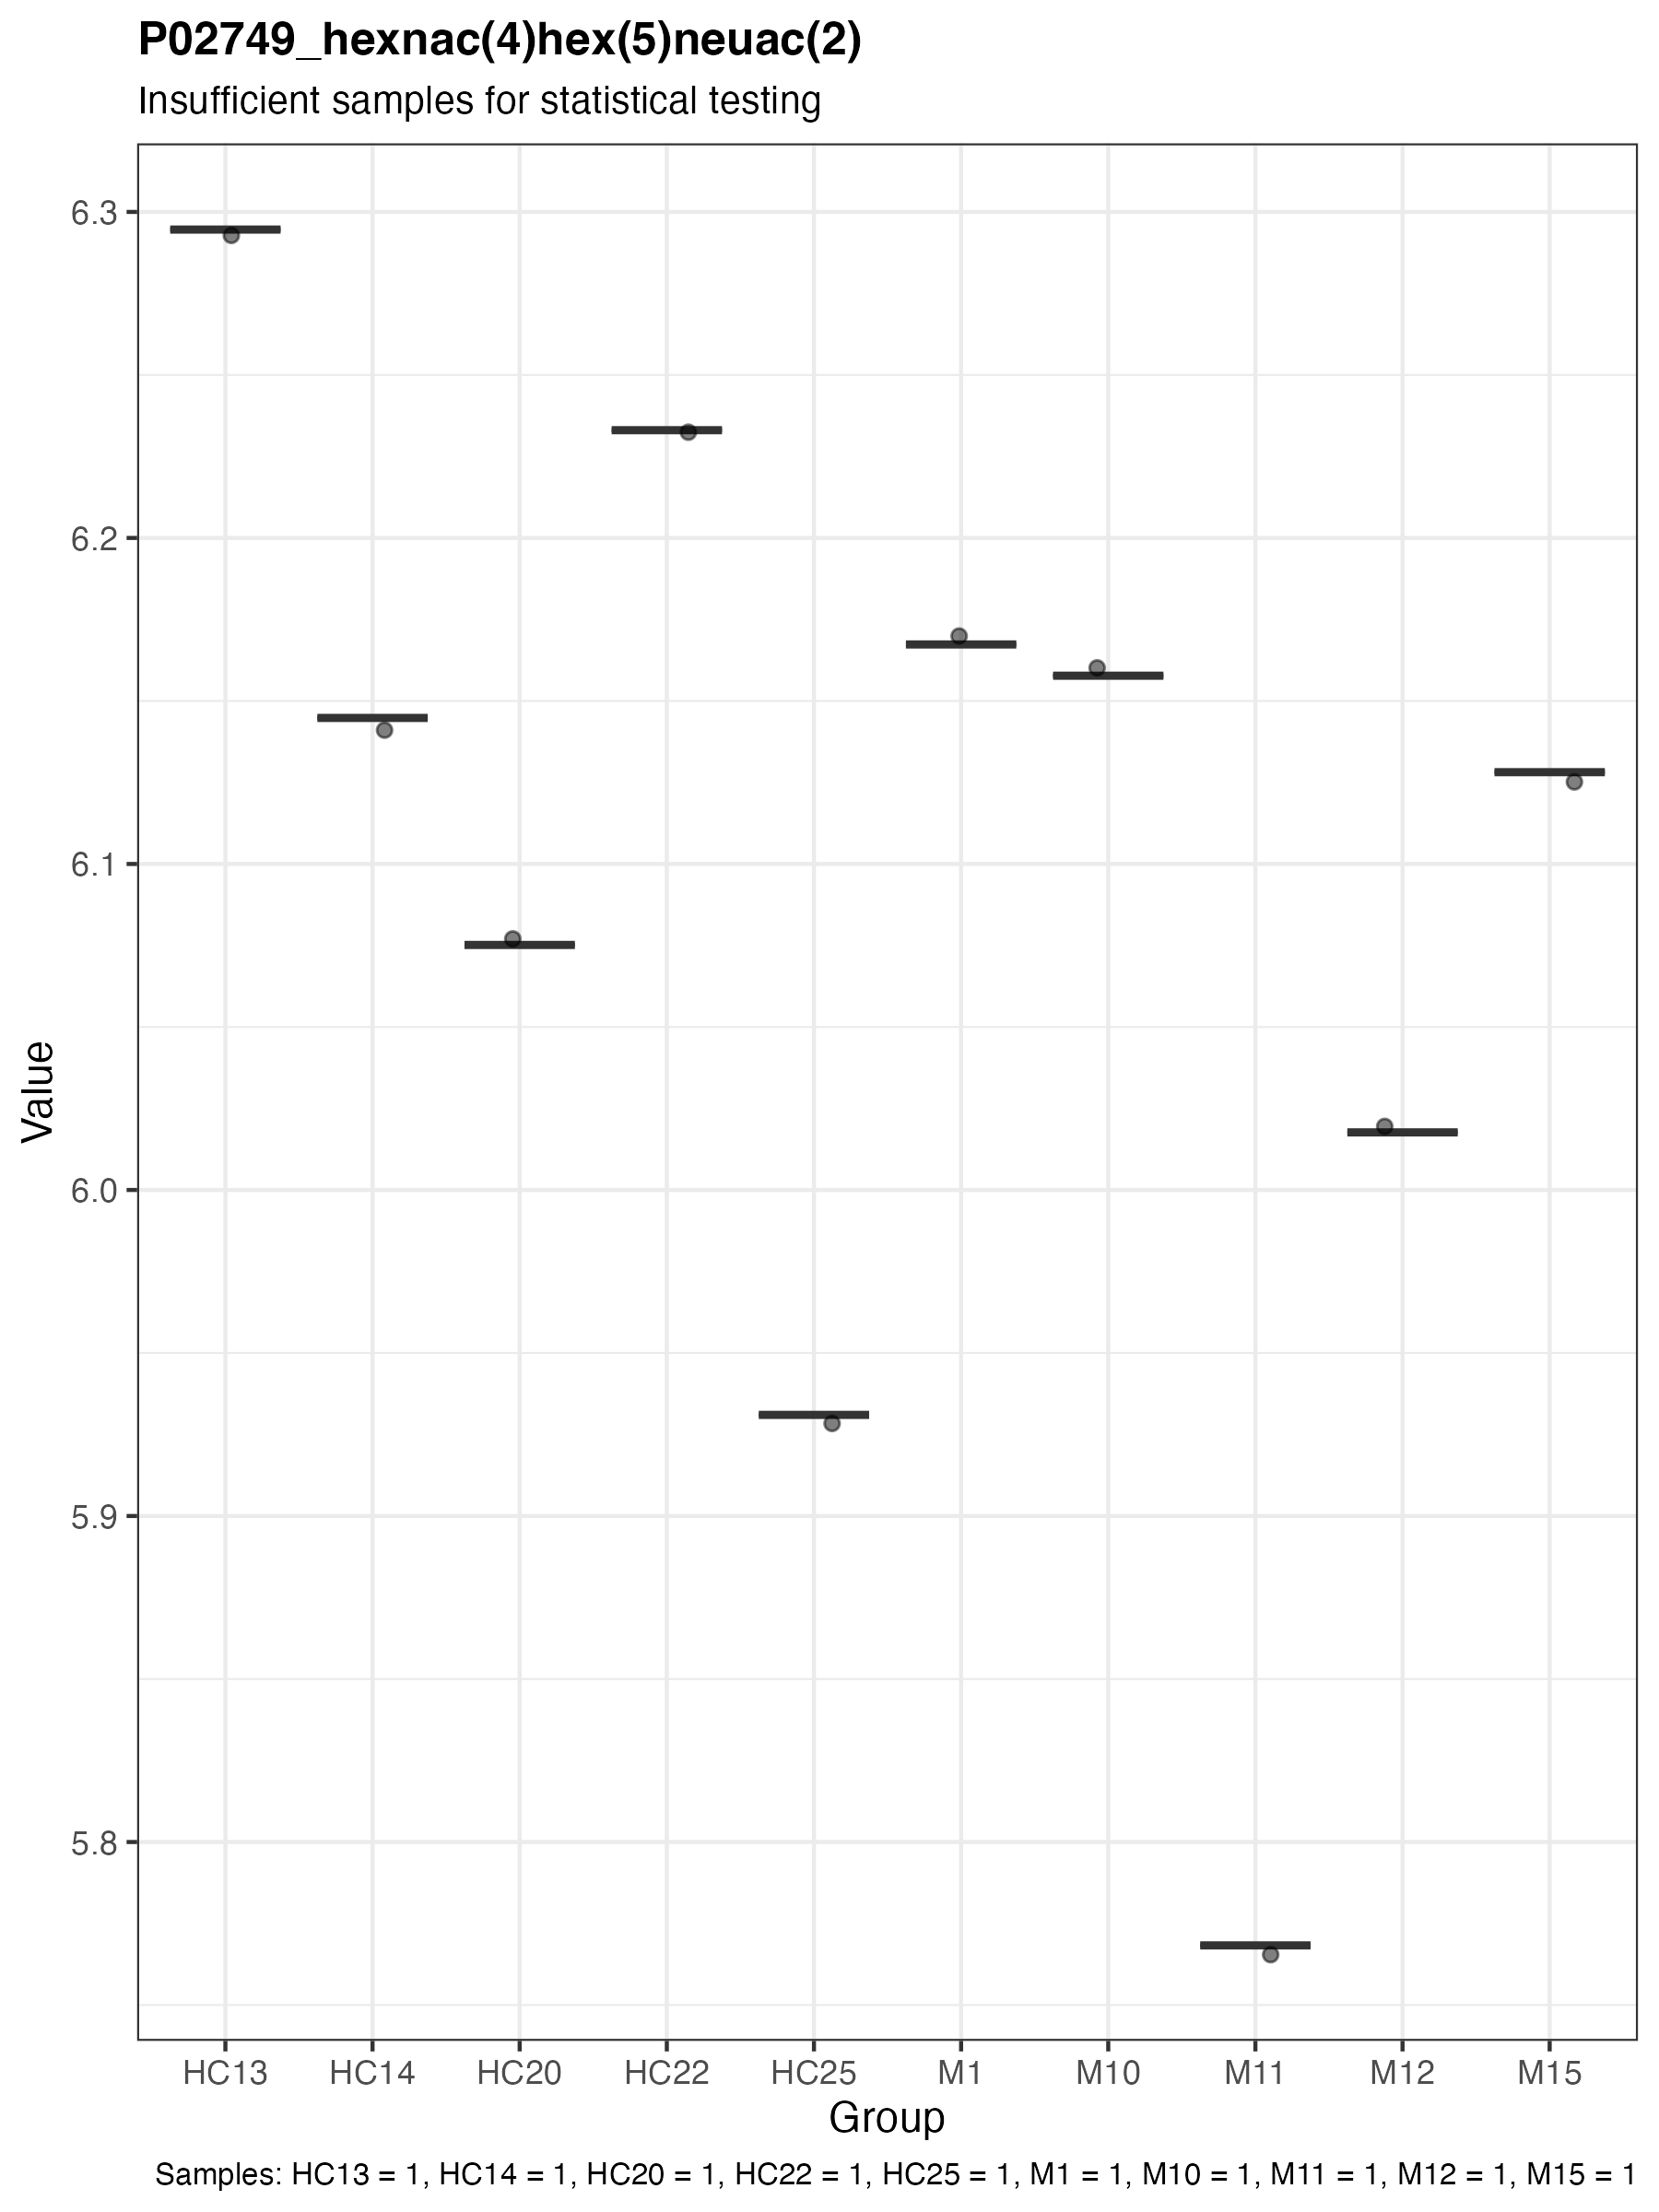 P02749_hexnac(4)hex(5)neuac(2)
Insufficient samples for statistical testing
Value
6.3
6.2
6.1
6.0
5.9
5.8
HC13 HC14 HC20 HC22 HC25 M1 M10 M11 M12 M15
Group
Samples: HC13 = 1, HC14 = 1, HC20 = 1, HC22 = 1, HC25 = 1, M1 = 1, M10 = 1, M11 = 1, M12 = 1, M15 = 1